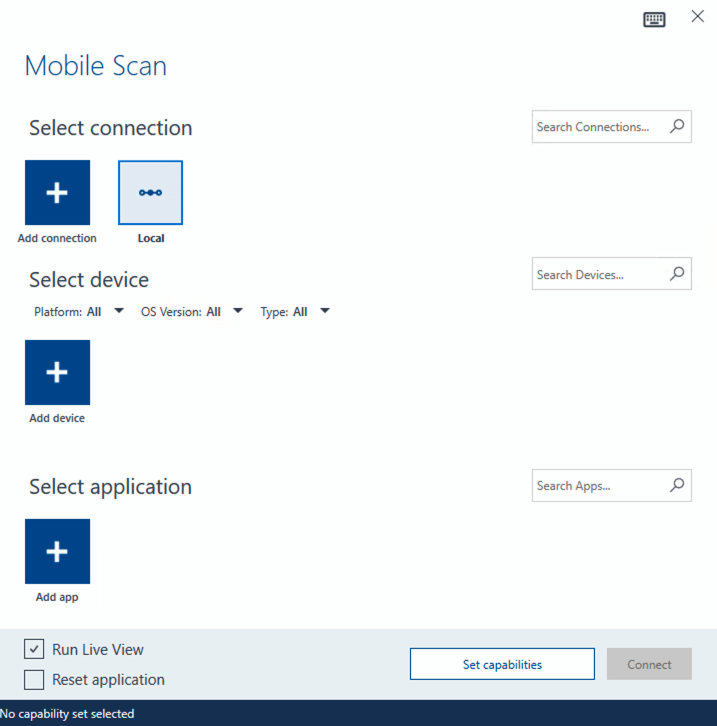 Mobile Scan
Select connection
Search Connections...
Add connection
Local
Select device
Search Devices...
Platform: All OS Version: All Type: All
Add device
Select application
Search Apps...
Add app
Run Live View
Reset application
Set capabilities
Connect
No capability set selected